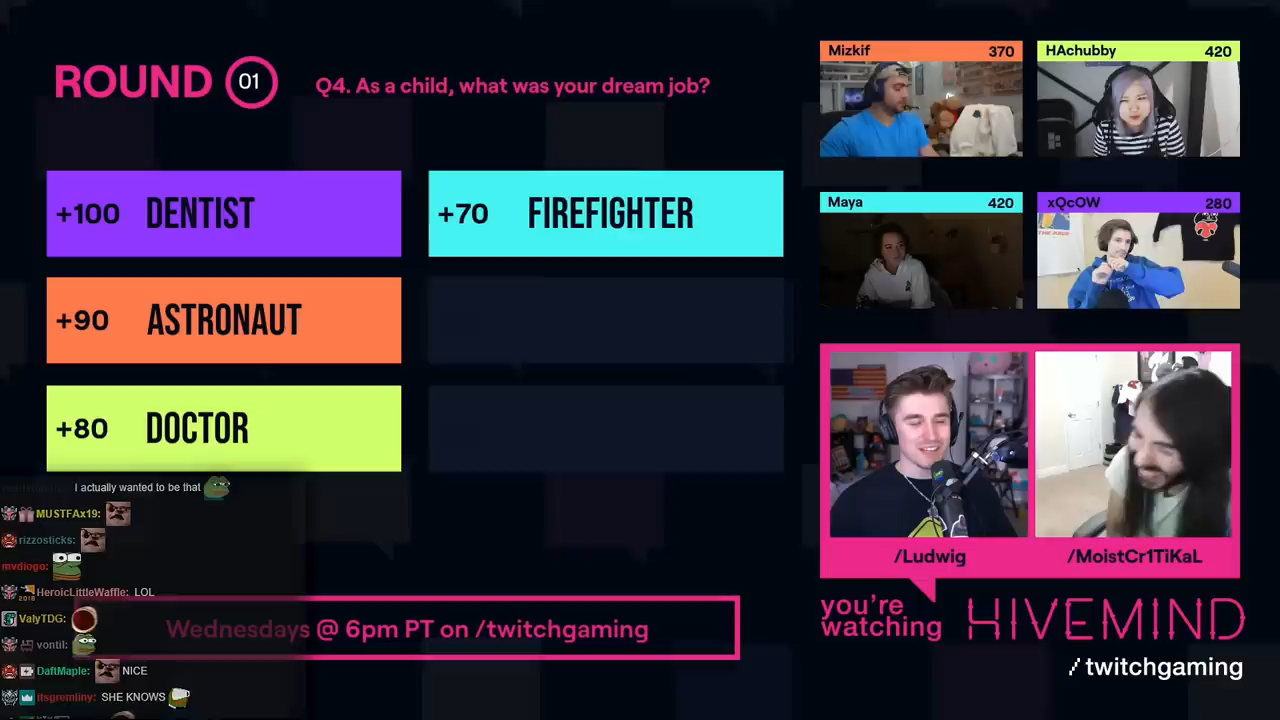 ROUND 01
Q4. As a child, what was your dream job?
+100 DENTIST
+70 FIREFIGHTER
+90 ASTRONAUT
+80 DOCTOR
I actually wanted to be that
MUSTFAx19:
rizzosticks:
mvdiogo:
HeroicLittleWaffle: LOL
ValyTDG:
vontil:
DaftMaple: NICE
itsgremliny: SHE KNOWS
Wednesdays @ 6pm PT on /twitchgaming
Mizkif 370
HAchubby 420
Maya 420
xQcOW 280
/Ludwig
/MoistCr1TiKaL
you're
watching
HIVEMIND
/twitchgaming